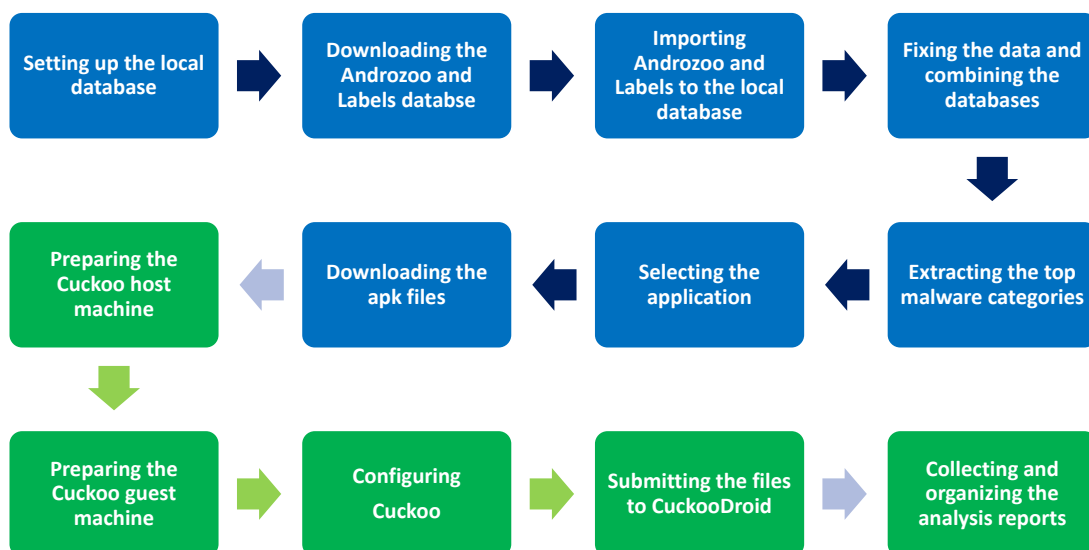 Setting up the local
database
Downloading the
Androzoo and
Labels databse
Importing
Androzoo and
Labels to the local
database
Fixing the data and
combining the
databases
Preparing the
Cuckoo host
machine
Downloading the
apk files
Selecting the
application
Extracting the top
malware categories
Preparing the
Cuckoo guest
machine
Configuring
Cuckoo
Submitting the files
to CuckooDroid
Collecting and
organizing the
analysis reports